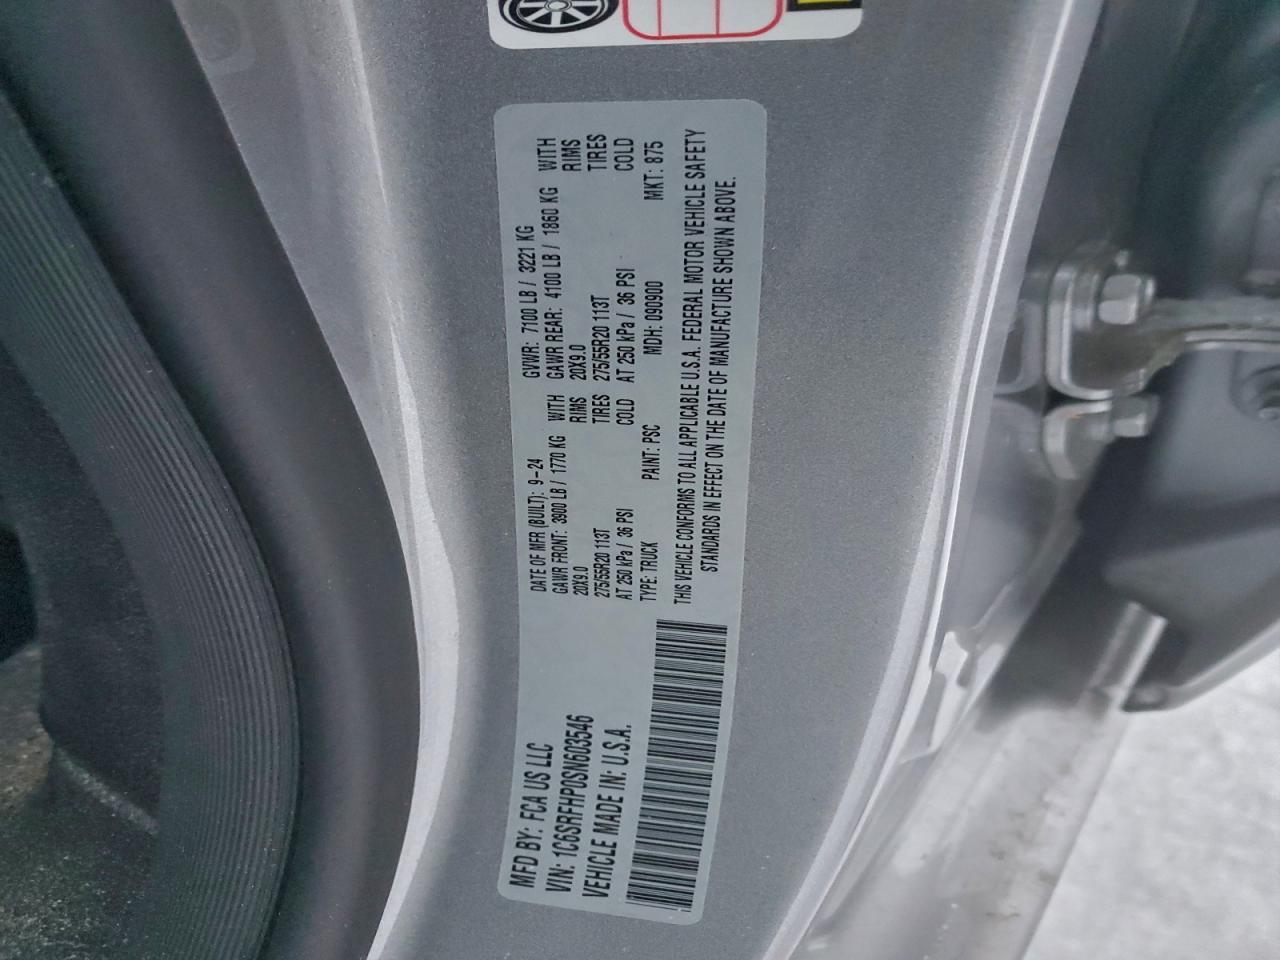 MFD BY: FCA US LLC
VIN: 1C6SRFHP0SN603546
VEHICLE MADE IN: U.S.A.
DATE OF MFR (BUILT): 9-24 GVWR: 7100 LB / 3221 KG
GAWR FRONT: 3900 LB / 1770 KG WITH GAWR REAR: 4100 LB / 1860 KG WITH
20X9.0 RIMS 20X9.0 RIMS
275/55R20 113T TIRES 275/55R20 113T TIRES
AT 250 kPa / 36 PSI COLD AT 250 kPa / 36 PSI COLD
TYPE: TRUCK PAINT: PSC MDH: 090900 MKT: 875
THIS VEHICLE CONFORMS TO ALL APPLICABLE U.S.A. FEDERAL MOTOR VEHICLE SAFETY
STANDARDS IN EFFECT ON THE DATE OF MANUFACTURE SHOWN ABOVE.